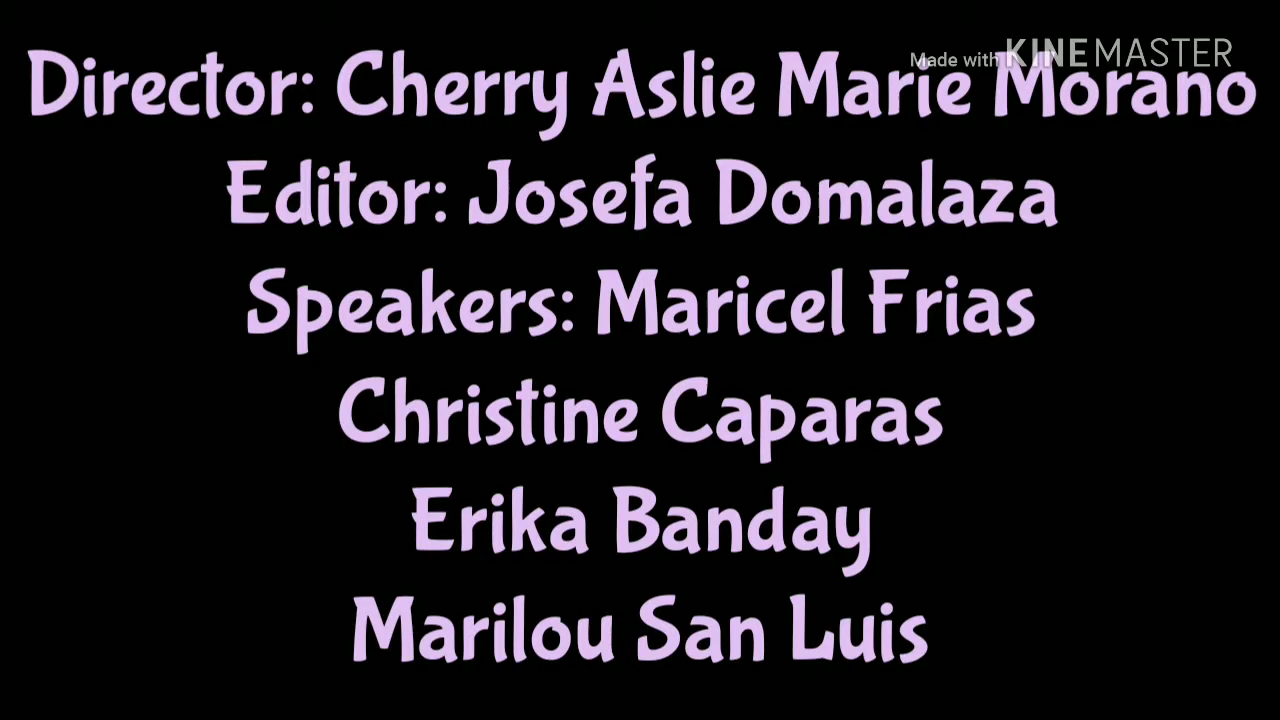 Made with KINEMASTER
Director: Cherry Aslie Marie Morano
Editor: Josefa Domalaza
Speakers: Maricel Frias
Christine Caparas
Erika Banday
Marilou San Luis